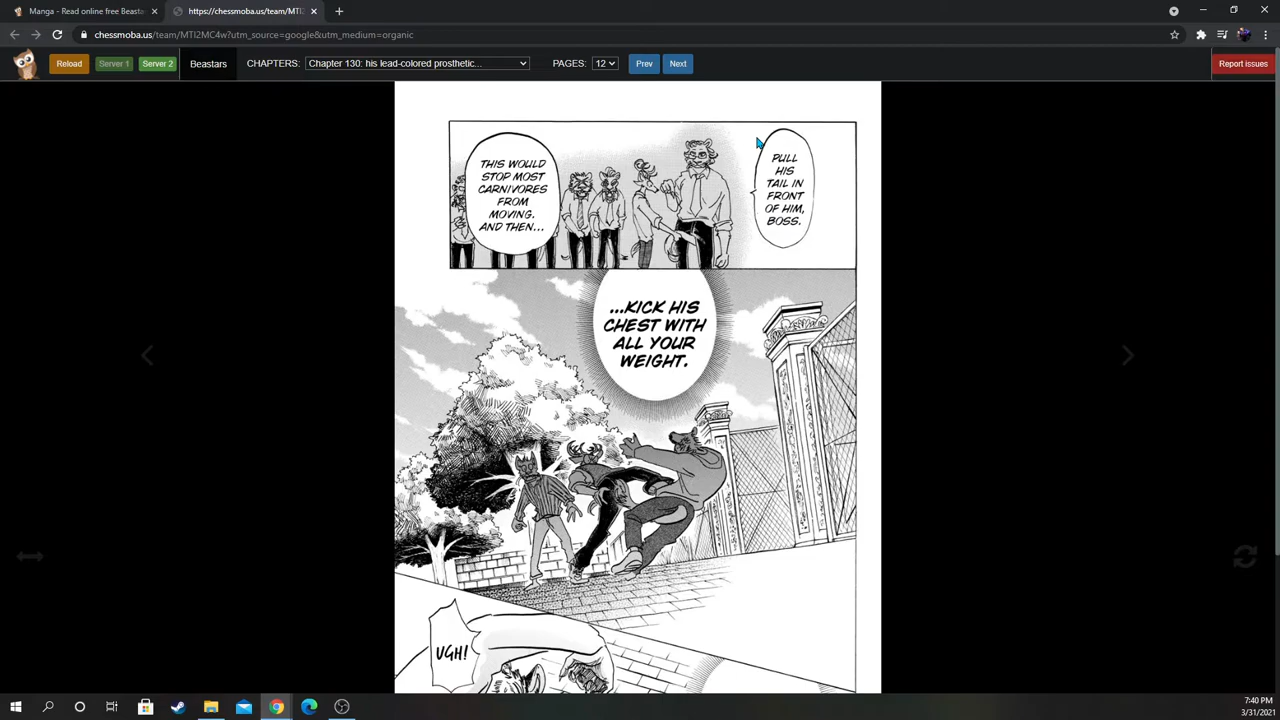 Manga - Read online free Beasta
https://chessmoba.us/team/MTI2
chessmoba.us/team/MTI2MC4w?utm_source=google&utm_medium=organic
Reload
Server 1
Server 2
Beastars
CHAPTERS:
Chapter 130: his lead-colored prosthetic...
PAGES:
12
Prev
Next
Report issues
PULL
HIS
TAIL IN
FRONT
OF HIM,
BOSS.
THIS WOULD
STOP MOST
CARNIVORES
FROM
MOVING.
AND THEN...
...KICK HIS
CHEST WITH
ALL YOUR
WEIGHT.
UGH!
7:40 PM
3/31/2021